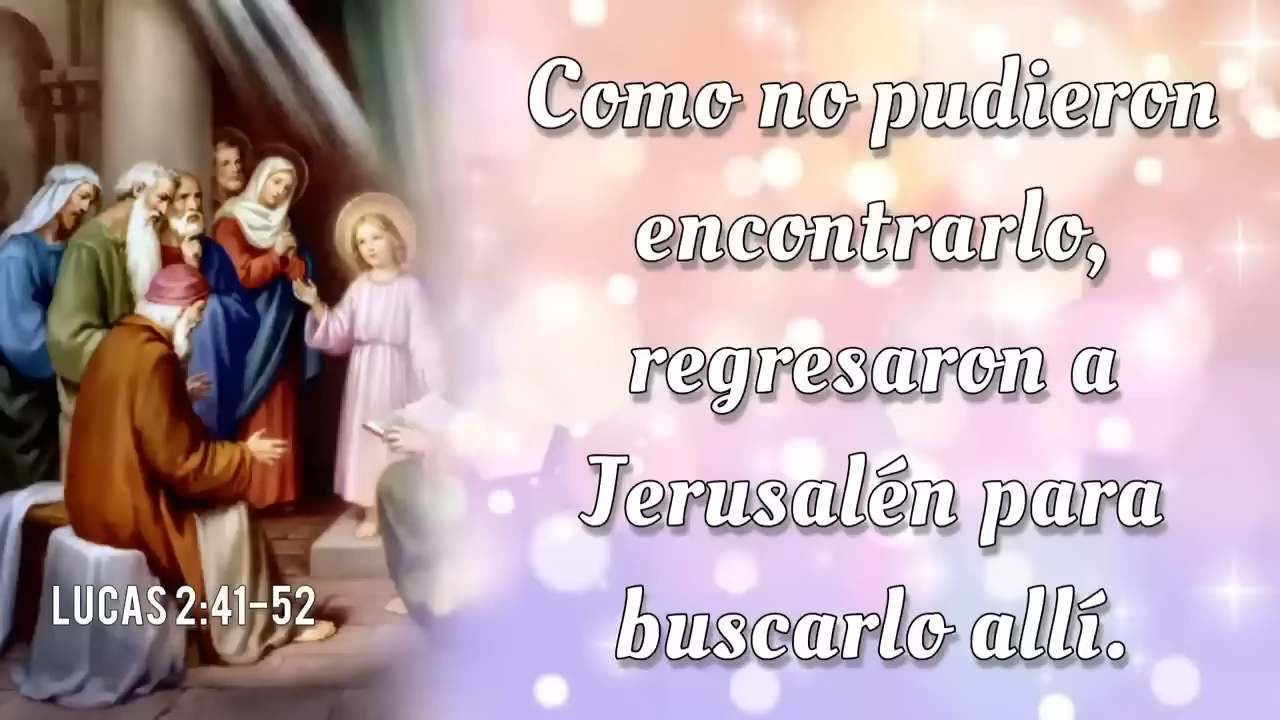 Como no pudieron
encontrarlo,
regresaron a
Jerusalén para
buscarlo allí.
LUCAS 2:41-52